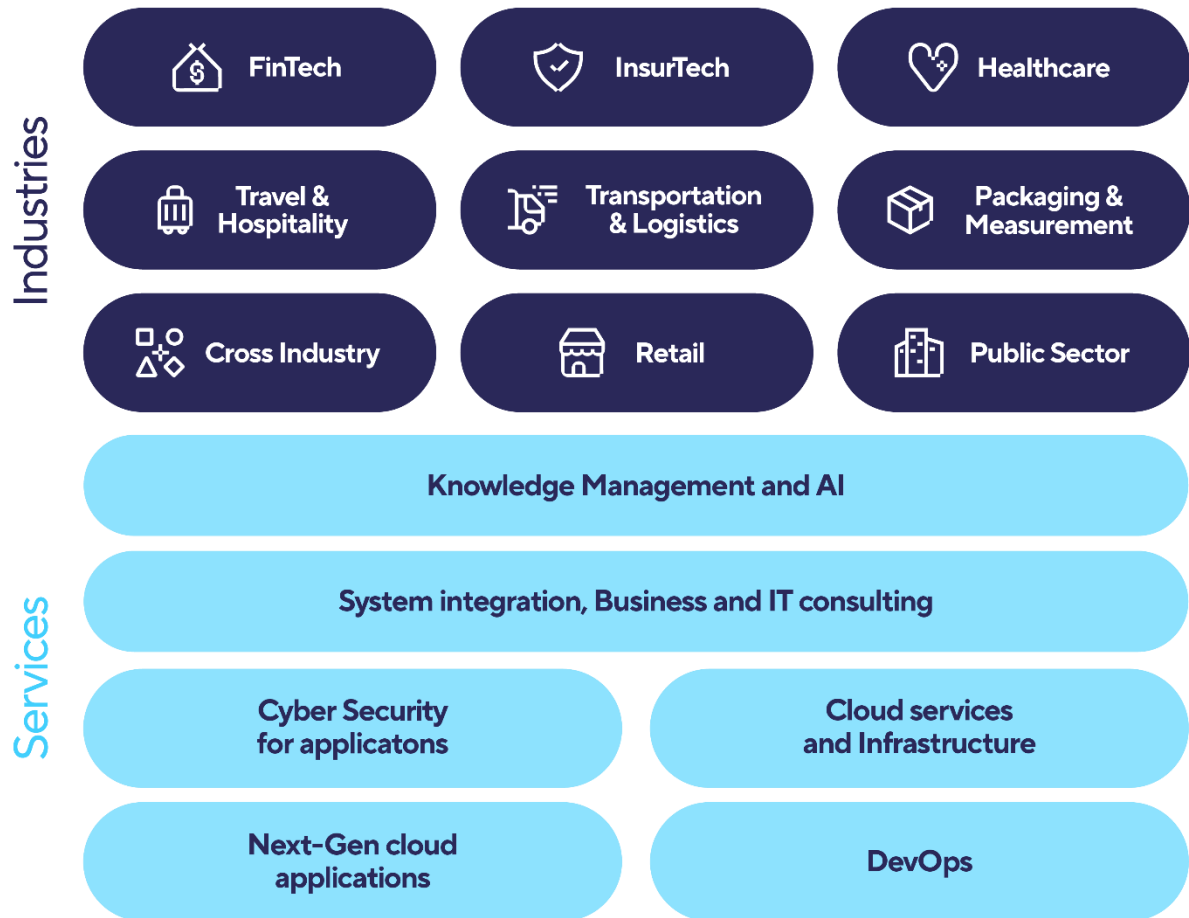 Industries
FinTech
InsurTech
Healthcare
Travel &
Hospitality
Transportation
& Logistics
Packaging &
Measurement
Cross Industry
Retail
Public Sector
Services
Knowledge Management and AI
System integration, Business and IT consulting
Cyber Security
for applicatons
Cloud services
and Infrastructure
Next-Gen cloud
applications
DevOps